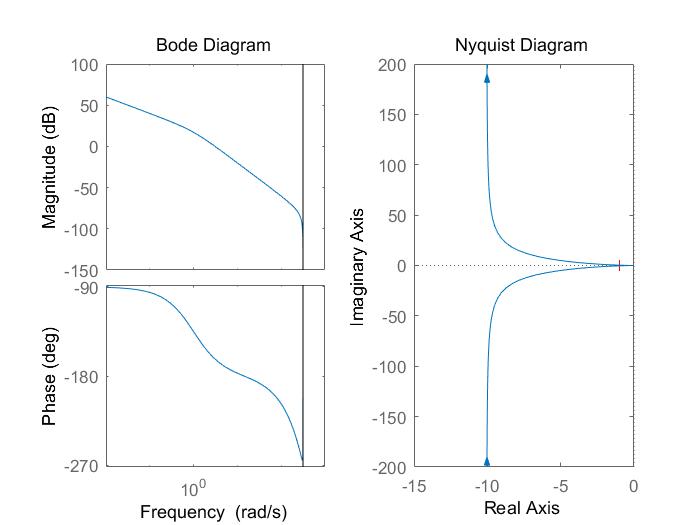 Bode Diagram
Magnitude (dB)
100
50
0
-50
-100
-150
Phase (deg)
-90
-180
-270
10^0
Frequency (rad/s)
Nyquist Diagram
Imaginary Axis
200
150
100
50
0
-50
-100
-150
-200
-15 -10 -5 0
Real Axis